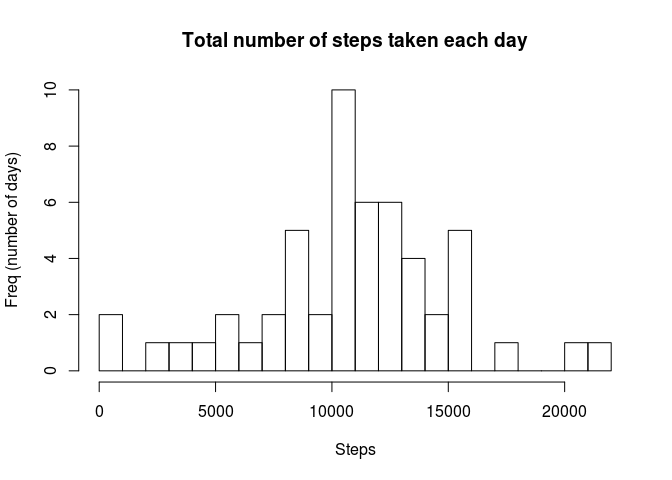 Total number of steps taken each day
Freq (number of days)
10
8
6
4
2
0
0 5000 10000 15000 20000
Steps